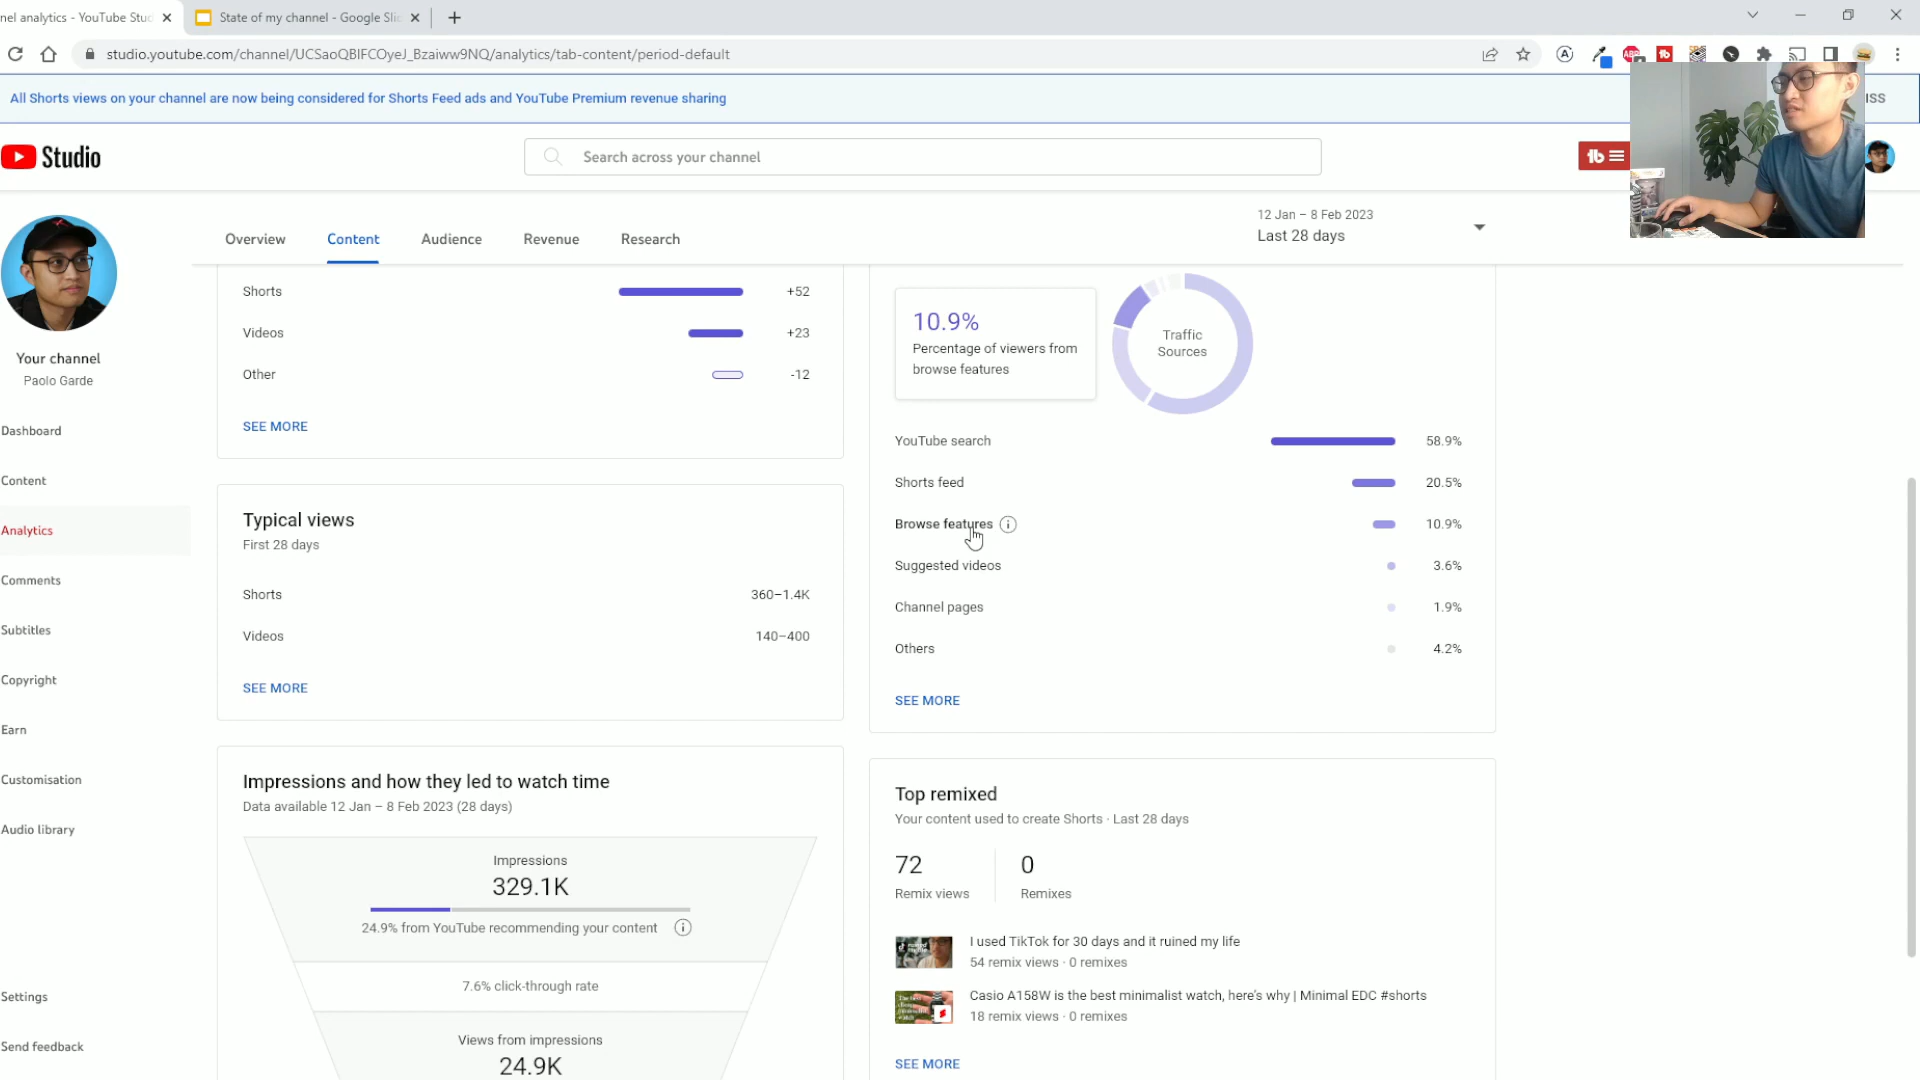 nel analytics - YouTube Stu
State of my channel - Google Sli
studio.youtube.com/channel/UCSaoQBIFCOyeJ_Bzaiww9NQ/analytics/tab-content/period-default
All Shorts views on your channel are now being considered for Shorts Feed ads and YouTube Premium revenue sharing
ISS
Studio
Search across your channel
Your channel
Paolo Garde
Dashboard
Content
Analytics
Comments
Subtitles
Copyright
Earn
Customisation
Audio library
Settings
Send feedback
Overview
Content
Audience
Revenue
Research
12 Jan – 8 Feb 2023
Last 28 days
Shorts +52
Videos +23
Other -12
SEE MORE
Typical views
First 28 days
Shorts 360–1.4K
Videos 140–400
SEE MORE
Impressions and how they led to watch time
Data available 12 Jan – 8 Feb 2023 (28 days)
Impressions
329.1K
24.9% from YouTube recommending your content
7.6% click-through rate
Views from impressions
24.9K
10.9%
Percentage of viewers from
browse features
Traffic
Sources
YouTube search 58.9%
Shorts feed 20.5%
Browse features 10.9%
Suggested videos 3.6%
Channel pages 1.9%
Others 4.2%
SEE MORE
Top remixed
Your content used to create Shorts · Last 28 days
72
Remix views
0
Remixes
I used TikTok for 30 days and it ruined my life
54 remix views · 0 remixes
Casio A158W is the best minimalist watch, here's why | Minimal EDC #shorts
18 remix views · 0 remixes
SEE MORE